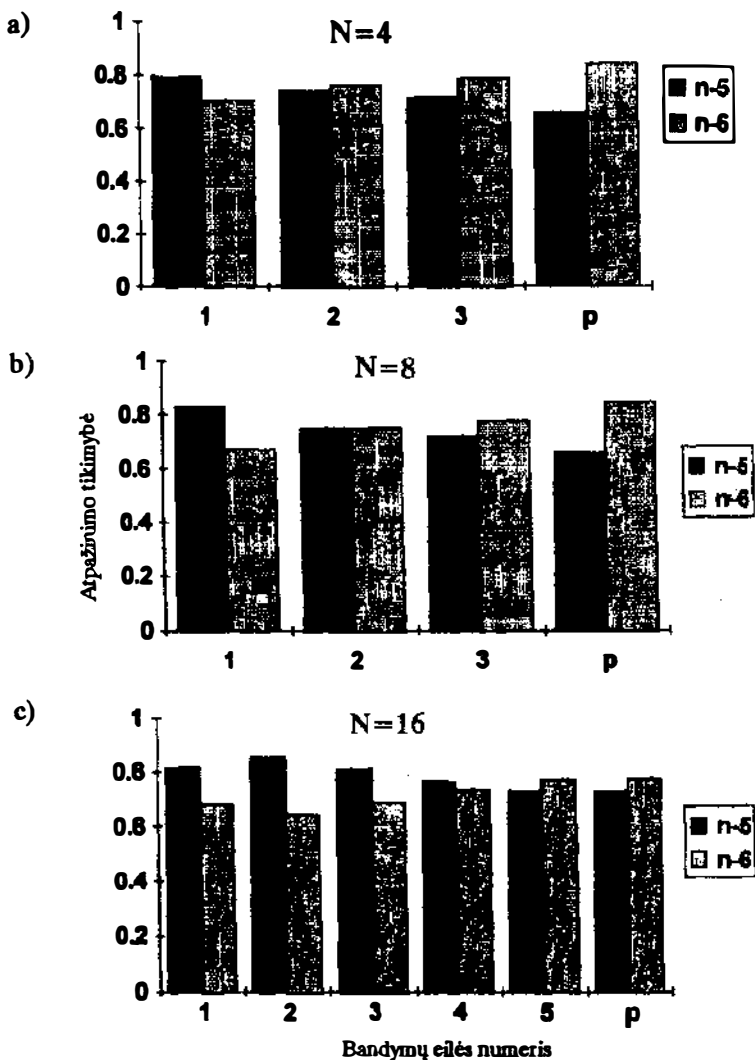 a)
N=4
1
0.8
0.6
0.4
0.2
0
1 2 3 p
n-5
n-6
b)
N=8
Atpažinimo tikimybė
1
0.8
0.6
0.4
0.2
0
1 2 3 p
n-5
n-6
c)
N=16
1
0.8
0.6
0.4
0.2
0
1 2 3 4 5 p
n-5
n-6
Bandymų eilės numeris